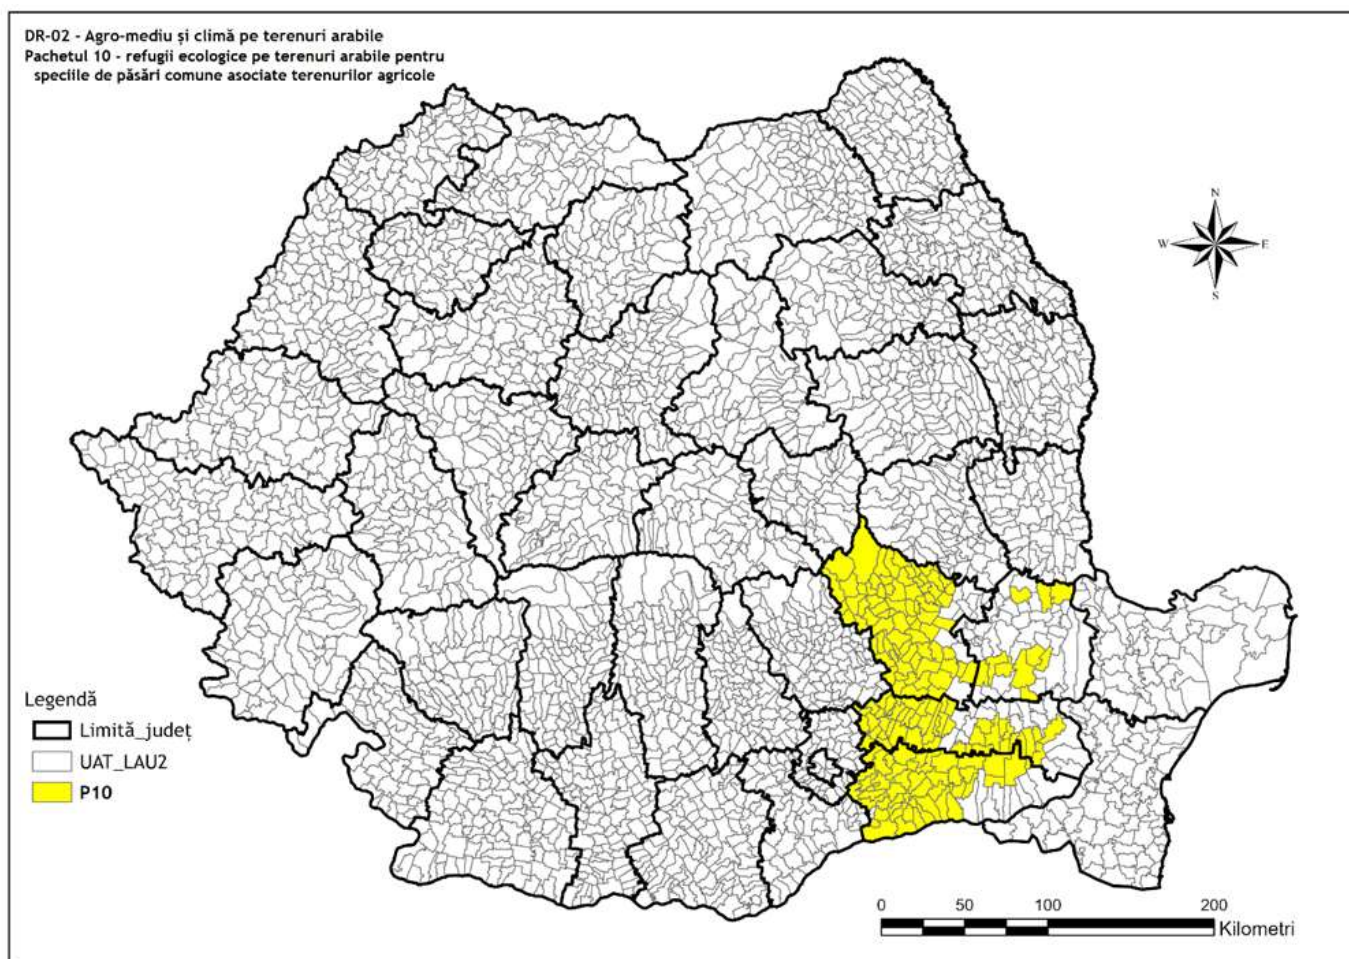 DR-02 - Agro-mediu și climă pe terenuri arabile
Pachetul 10 - refugii ecologice pe terenuri arabile pentru
speciile de păsări comune asociate terenurilor agricole
N
W E
S
Legendă
Limită_județ
UAT_LAU2
P10
0 50 100 200
Kilometri